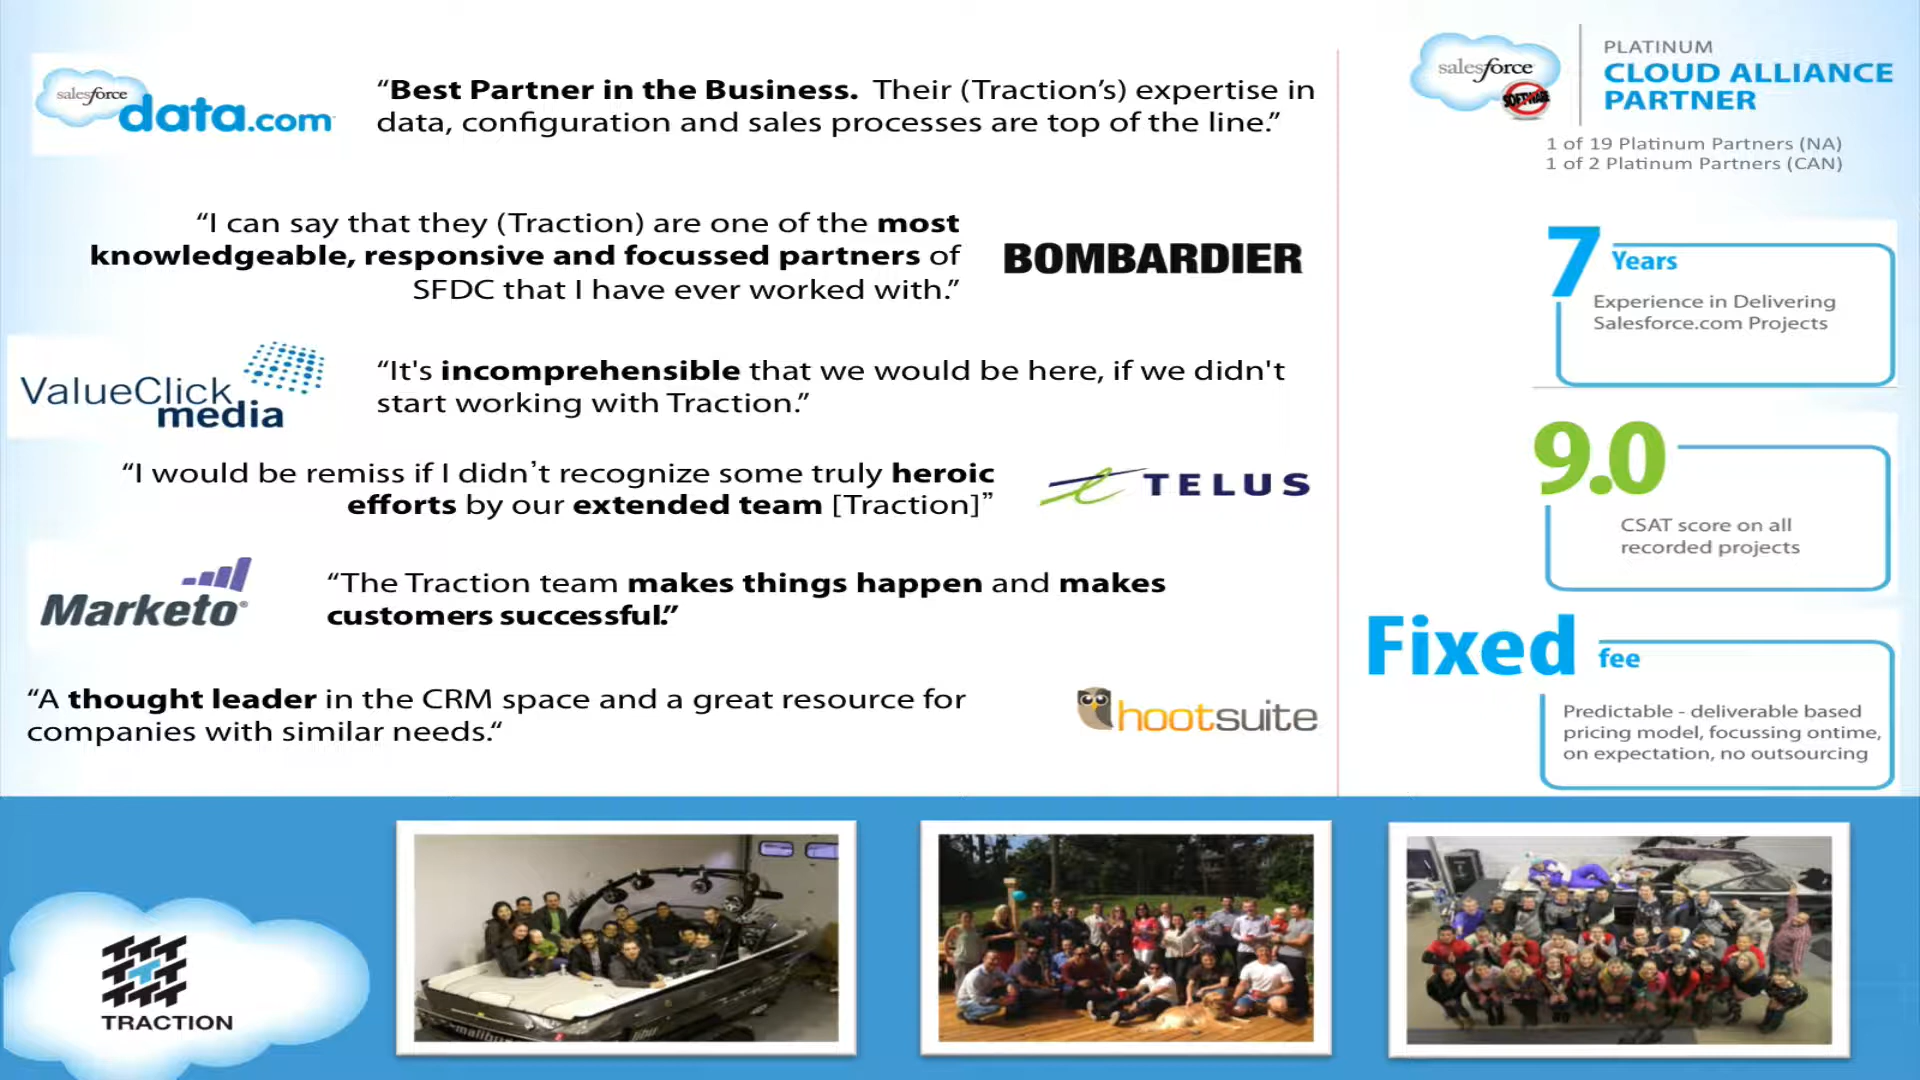 salesforce
data.com
“Best Partner in the Business. Their (Traction’s) expertise in
data, configuration and sales processes are top of the line.”
“I can say that they (Traction) are one of the most
knowledgeable, responsive and focussed partners of
SFDC that I have ever worked with.”
BOMBARDIER
ValueClick
media
“It's incomprehensible that we would be here, if we didn't
start working with Traction.”
“I would be remiss if I didn’t recognize some truly heroic
efforts by our extended team [Traction]”
TELUS
Marketo
“The Traction team makes things happen and makes
customers successful.”
“A thought leader in the CRM space and a great resource for
companies with similar needs.“
hootsuite
salesforce
SOFTWARE
PLATINUM
CLOUD ALLIANCE
PARTNER
1 of 19 Platinum Partners (NA)
1 of 2 Platinum Partners (CAN)
7 Years
Experience in Delivering
Salesforce.com Projects
9.0
CSAT score on all
recorded projects
Fixed fee
Predictable - deliverable based
pricing model, focussing ontime,
on expectation, no outsourcing
TRACTION
malibu